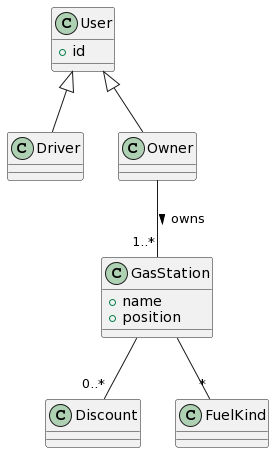 C User
id
C Driver
C Owner
owns
1..*
C GasStation
name
position
0..*
*
C Discount
C FuelKind